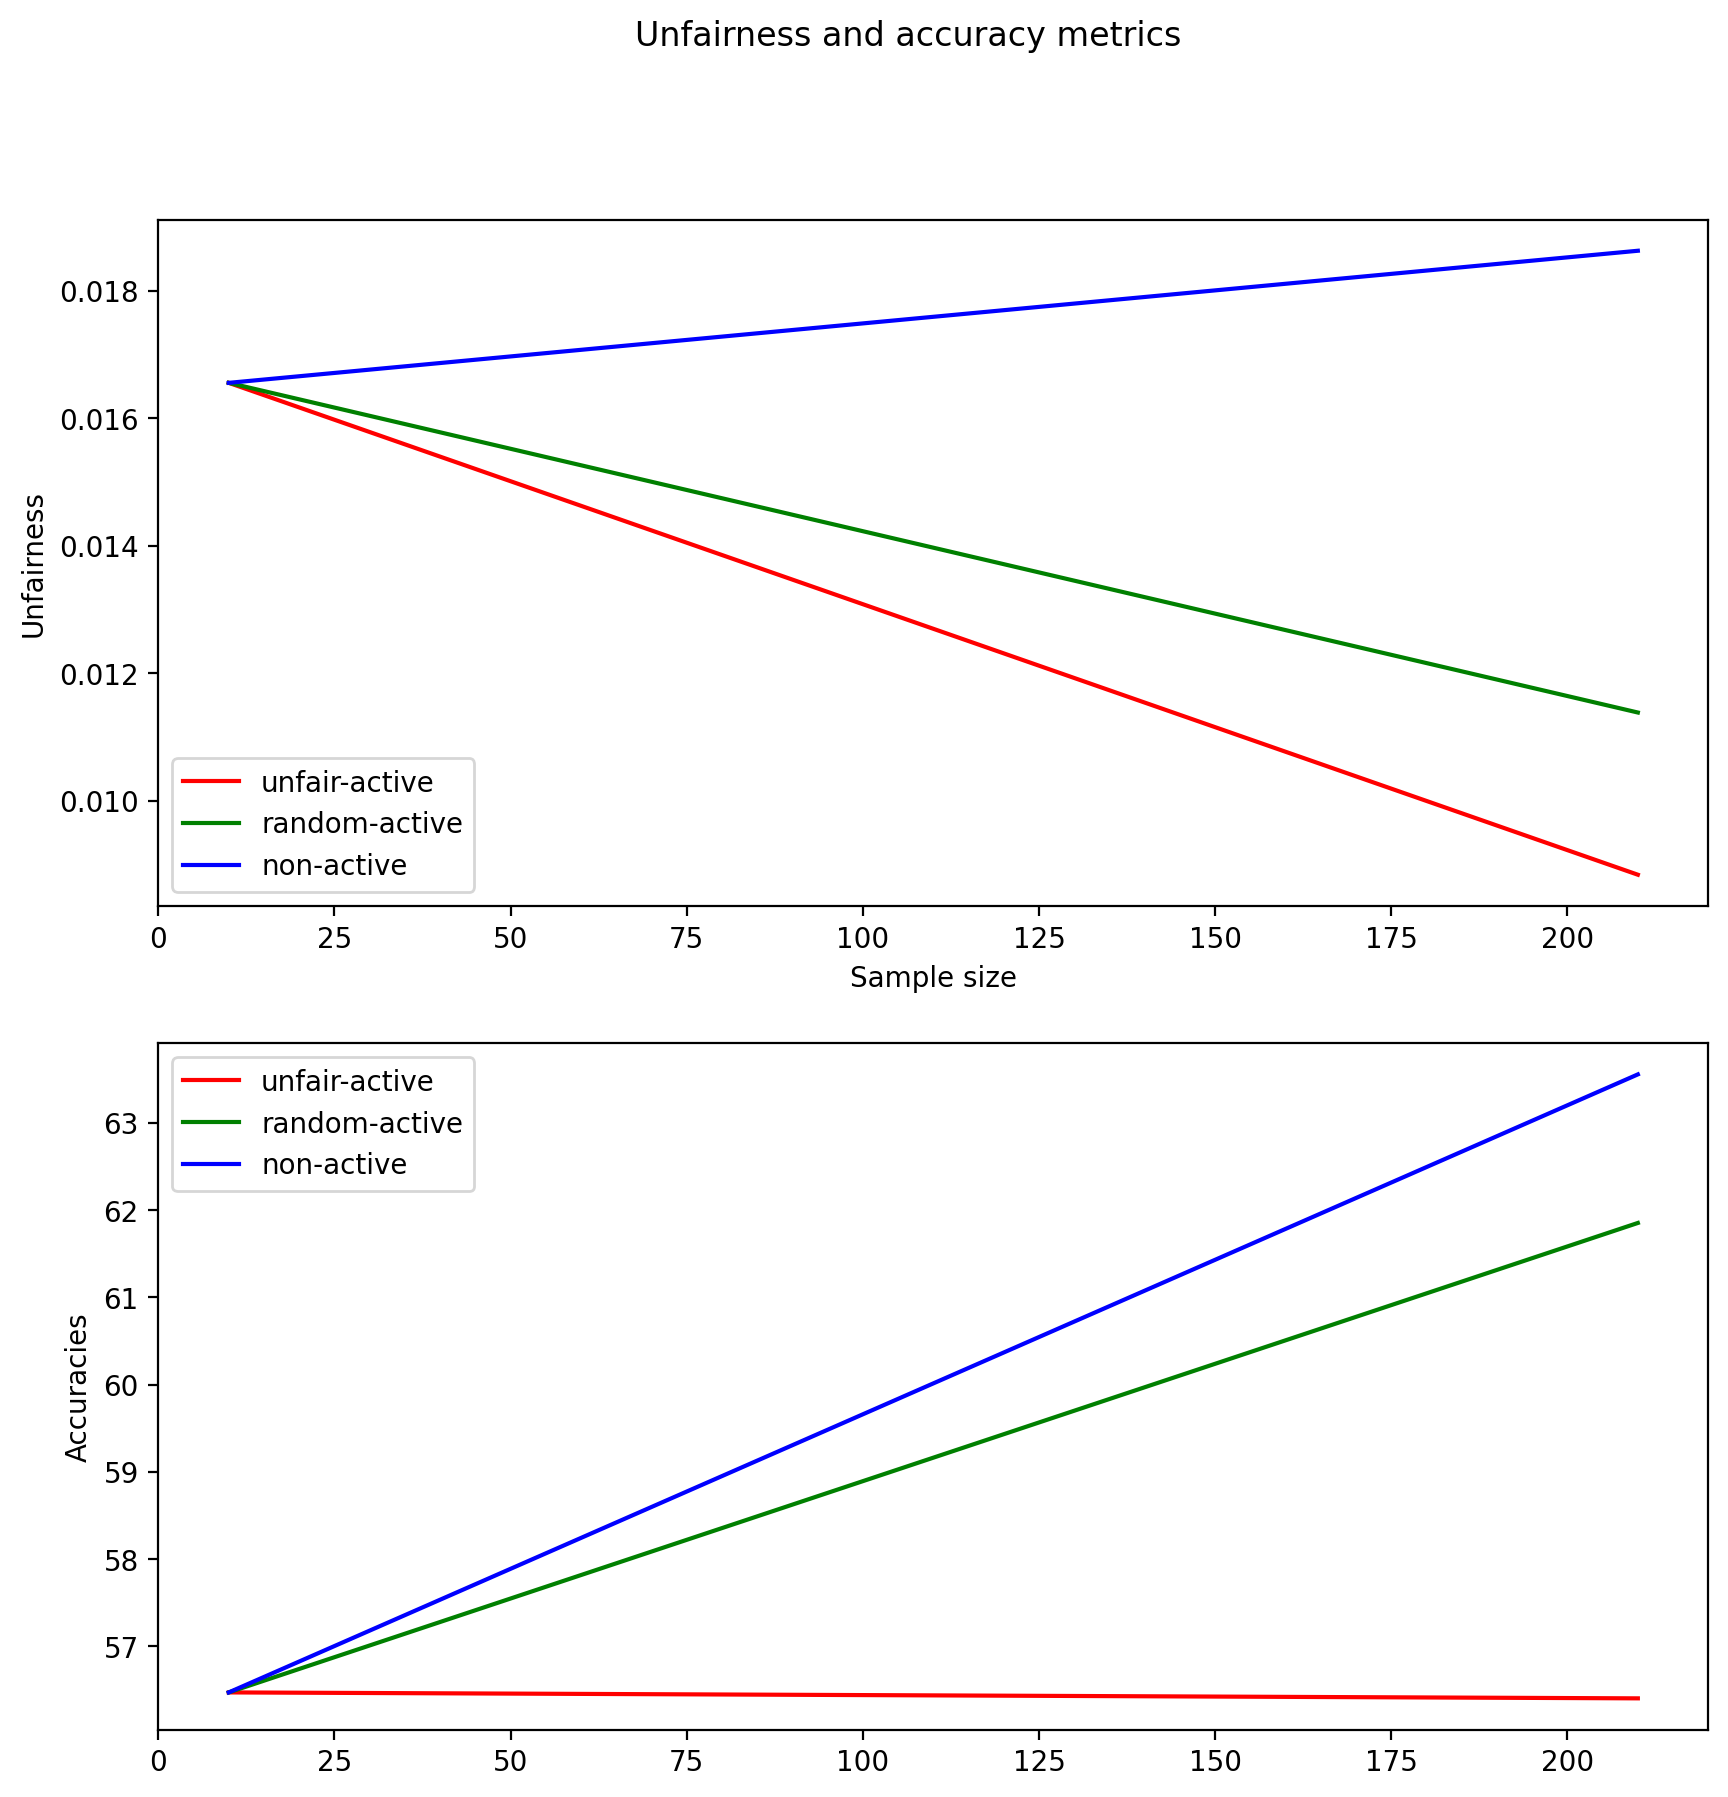 Unfairness and accuracy metrics
Unfairness
0.018
0.016
0.014
0.012
0.010
unfair-active
random-active
non-active
0 25 50 75 100 125 150 175 200
Sample size
Accuracies
63
62
61
60
59
58
57
unfair-active
random-active
non-active
0 25 50 75 100 125 150 175 200